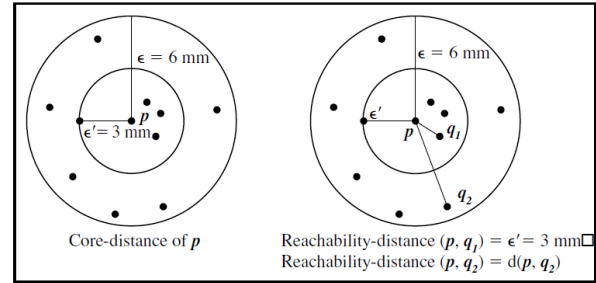 ϵ = 6 mm
p
ϵ′= 3 mm
Core-distance of p
ϵ = 6 mm
ϵ′
p
q₁
q₂
Reachability-distance (p, q₁) = ϵ′= 3 mm□
Reachability-distance (p, q₂) = d(p, q₂)